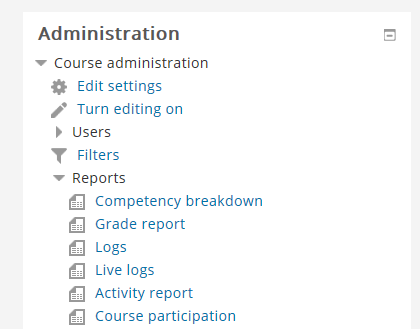 Administration
Course administration
Edit settings
Turn editing on
Users
Filters
Reports
Competency breakdown
Grade report
Logs
Live logs
Activity report
Course participation